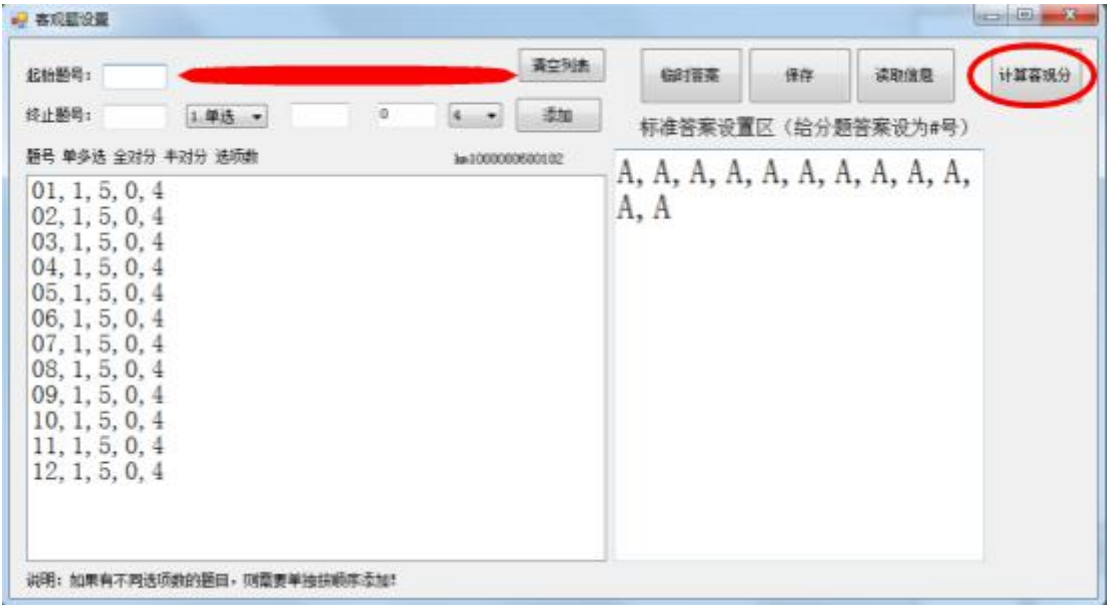 客观题设置
起始题号: 清空列表 临时答案 保存 读取信息 计算客观分
终止题号: 1.单选 0 4 添加
标准答案设置区(给分题答案设为#号)
题号 单多选 全对分 半对分 选项数 km1000000600102
01, 1, 5, 0, 4
02, 1, 5, 0, 4
03, 1, 5, 0, 4
04, 1, 5, 0, 4
05, 1, 5, 0, 4
06, 1, 5, 0, 4
07, 1, 5, 0, 4
08, 1, 5, 0, 4
09, 1, 5, 0, 4
10, 1, 5, 0, 4
11, 1, 5, 0, 4
12, 1, 5, 0, 4
A, A, A, A, A, A, A, A, A, A,
A, A
说明: 如果有不同选项数的题目,则需要单独按顺序添加!